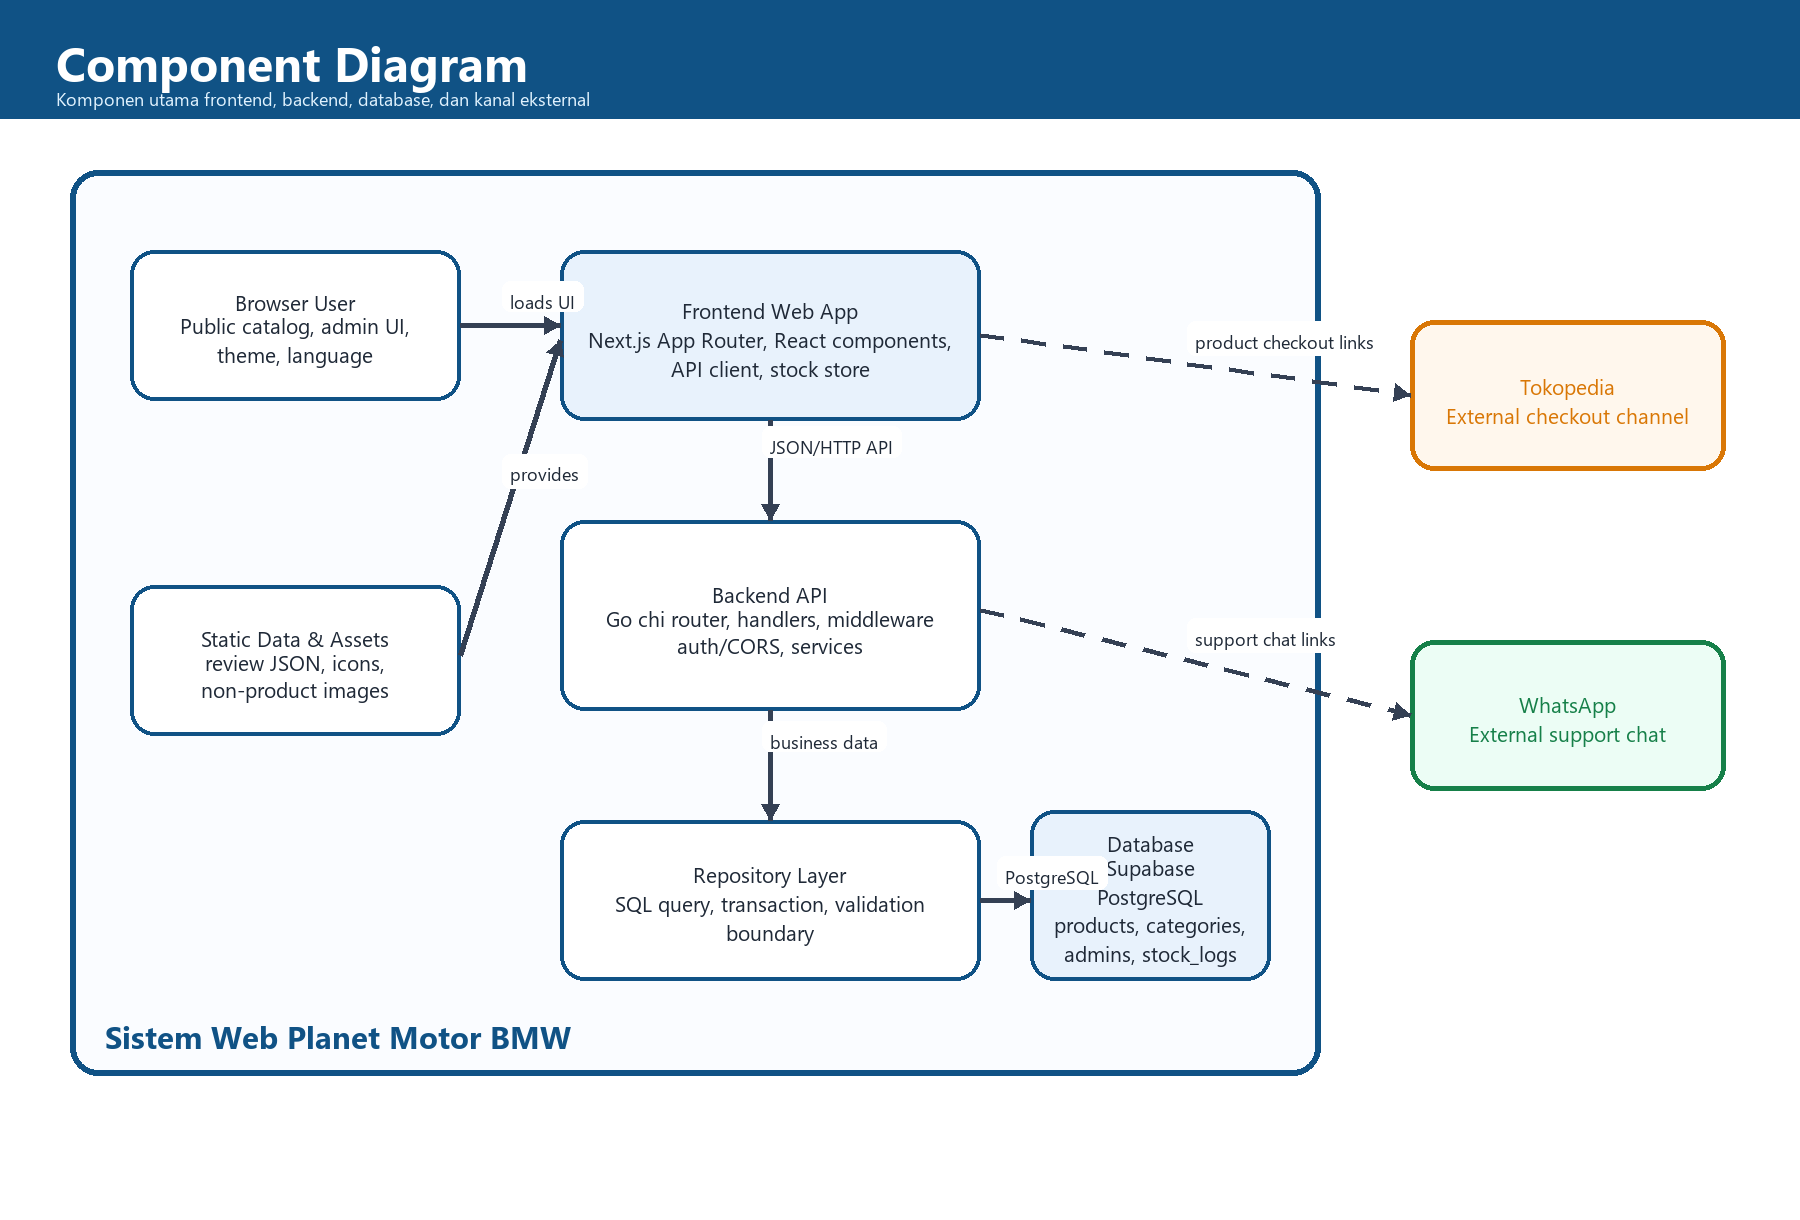 Component Diagram
Komponen utama frontend, backend, database, dan kanal eksternal
Browser User
Public catalog, admin UI,
theme, language
loads UI
Frontend Web App
Next.js App Router, React components,
API client, stock store
product checkout links
Tokopedia
External checkout channel
JSON/HTTP API
provides
Static Data & Assets
review JSON, icons,
non-product images
Backend API
Go chi router, handlers, middleware
auth/CORS, services
support chat links
WhatsApp
External support chat
business data
Repository Layer
SQL query, transaction, validation
boundary
PostgreSQL
Database
Supabase
PostgreSQL
products, categories,
admins, stock_logs
Sistem Web Planet Motor BMW